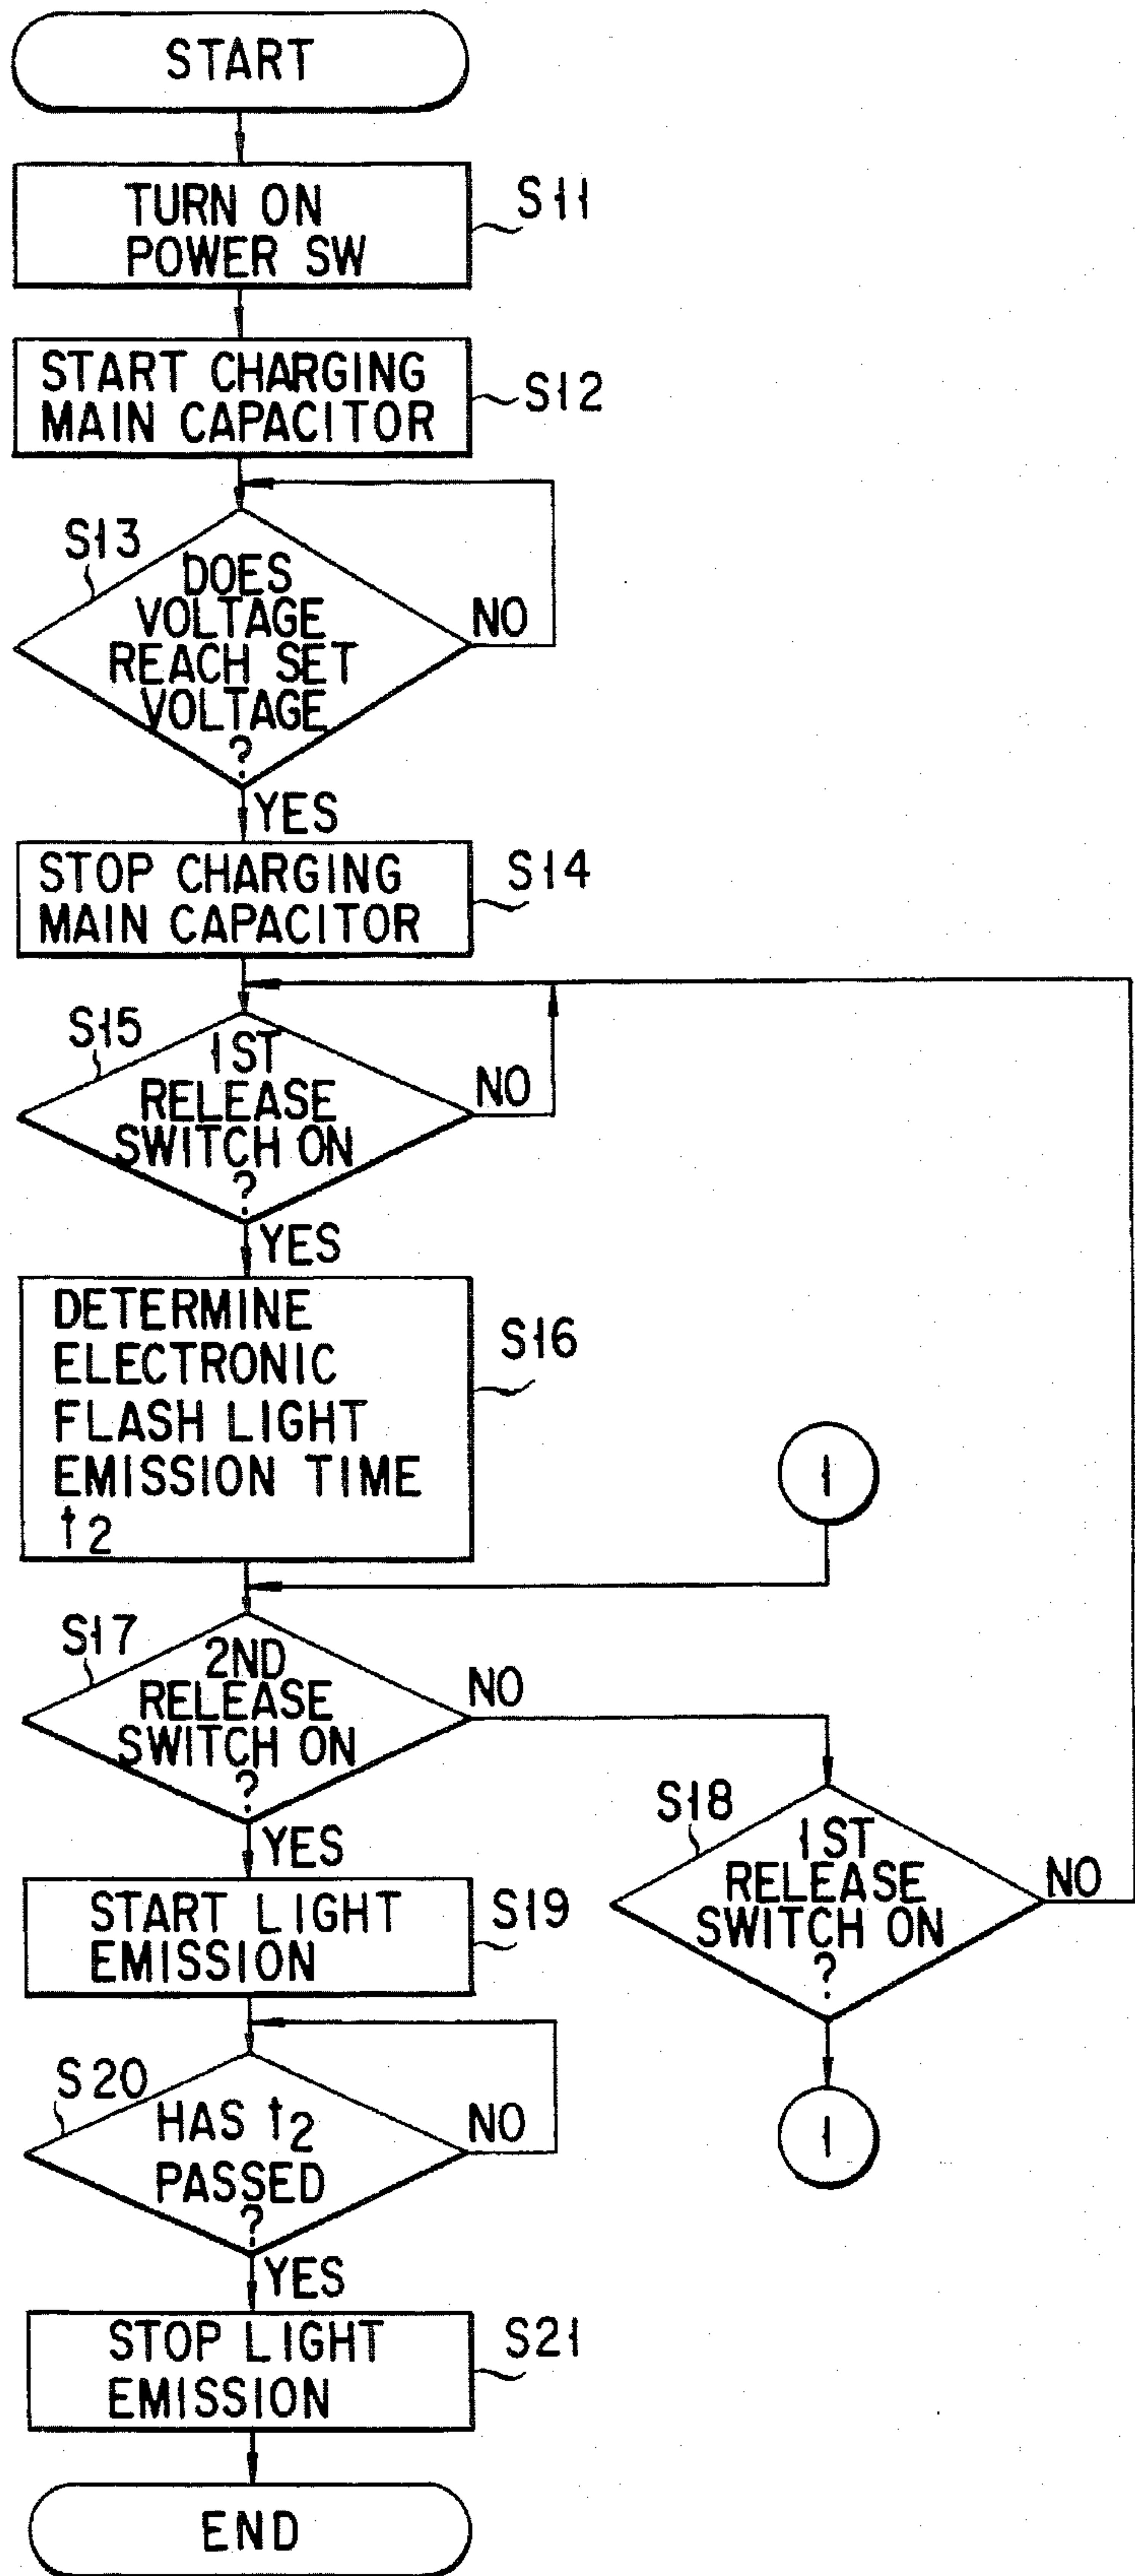 START
TURN ON
POWER SW
S11
START CHARGING
MAIN CAPACITOR
S12
S13
DOES
VOLTAGE
REACH SET
VOLTAGE
?
NO
YES
STOP CHARGING
MAIN CAPACITOR
S14
S15
1ST
RELEASE
SWITCH ON
?
NO
YES
DETERMINE
ELECTRONIC
FLASH LIGHT
EMISSION TIME
t2
S16
1
S17
2ND
RELEASE
SWITCH ON
?
NO
YES
S18
1ST
RELEASE
SWITCH ON
?
NO
1
START LIGHT
EMISSION
S19
S20
HAS t2
PASSED
?
NO
YES
STOP LIGHT
EMISSION
S21
END